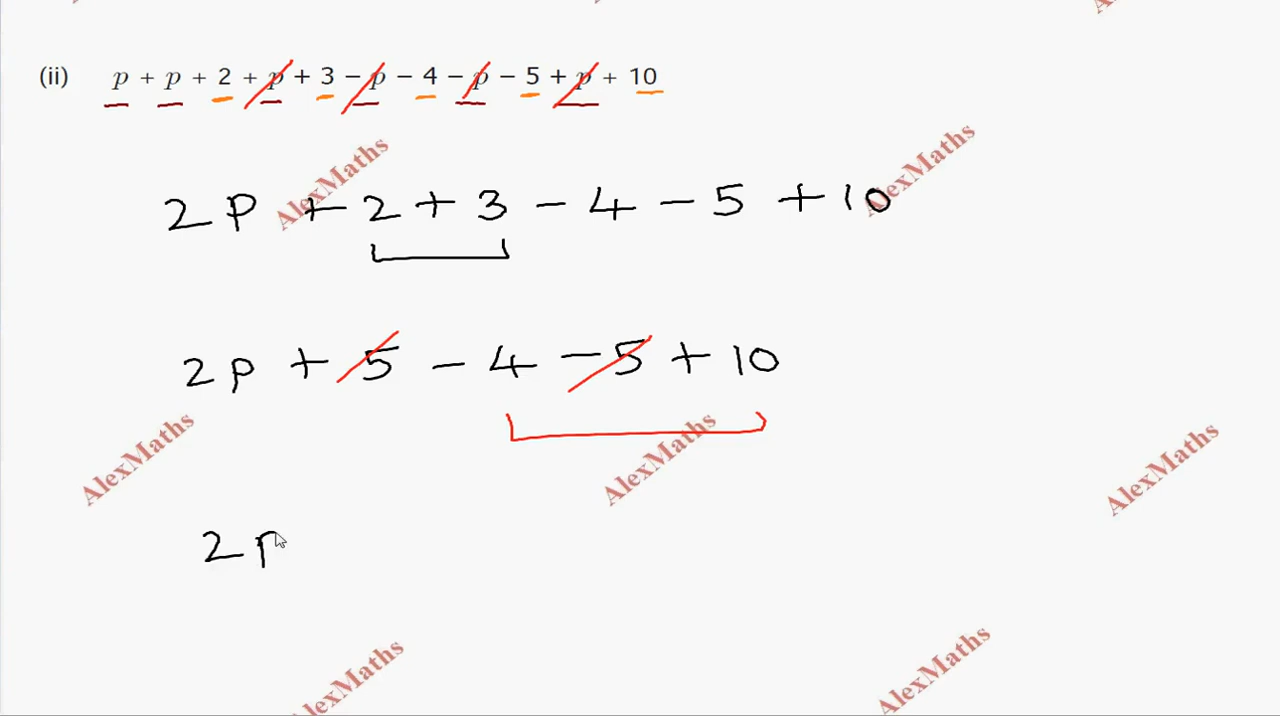 (ii) p + p + 2 + p + 3 − p − 4 − p − 5 + p + 10
AlexMaths
AlexMaths
2P + 2 + 3 − 4 − 5 + 10
2p + 5 − 4 − 5 + 10
AlexMaths
AlexMaths
AlexMaths
2p
AlexMaths
AlexMaths